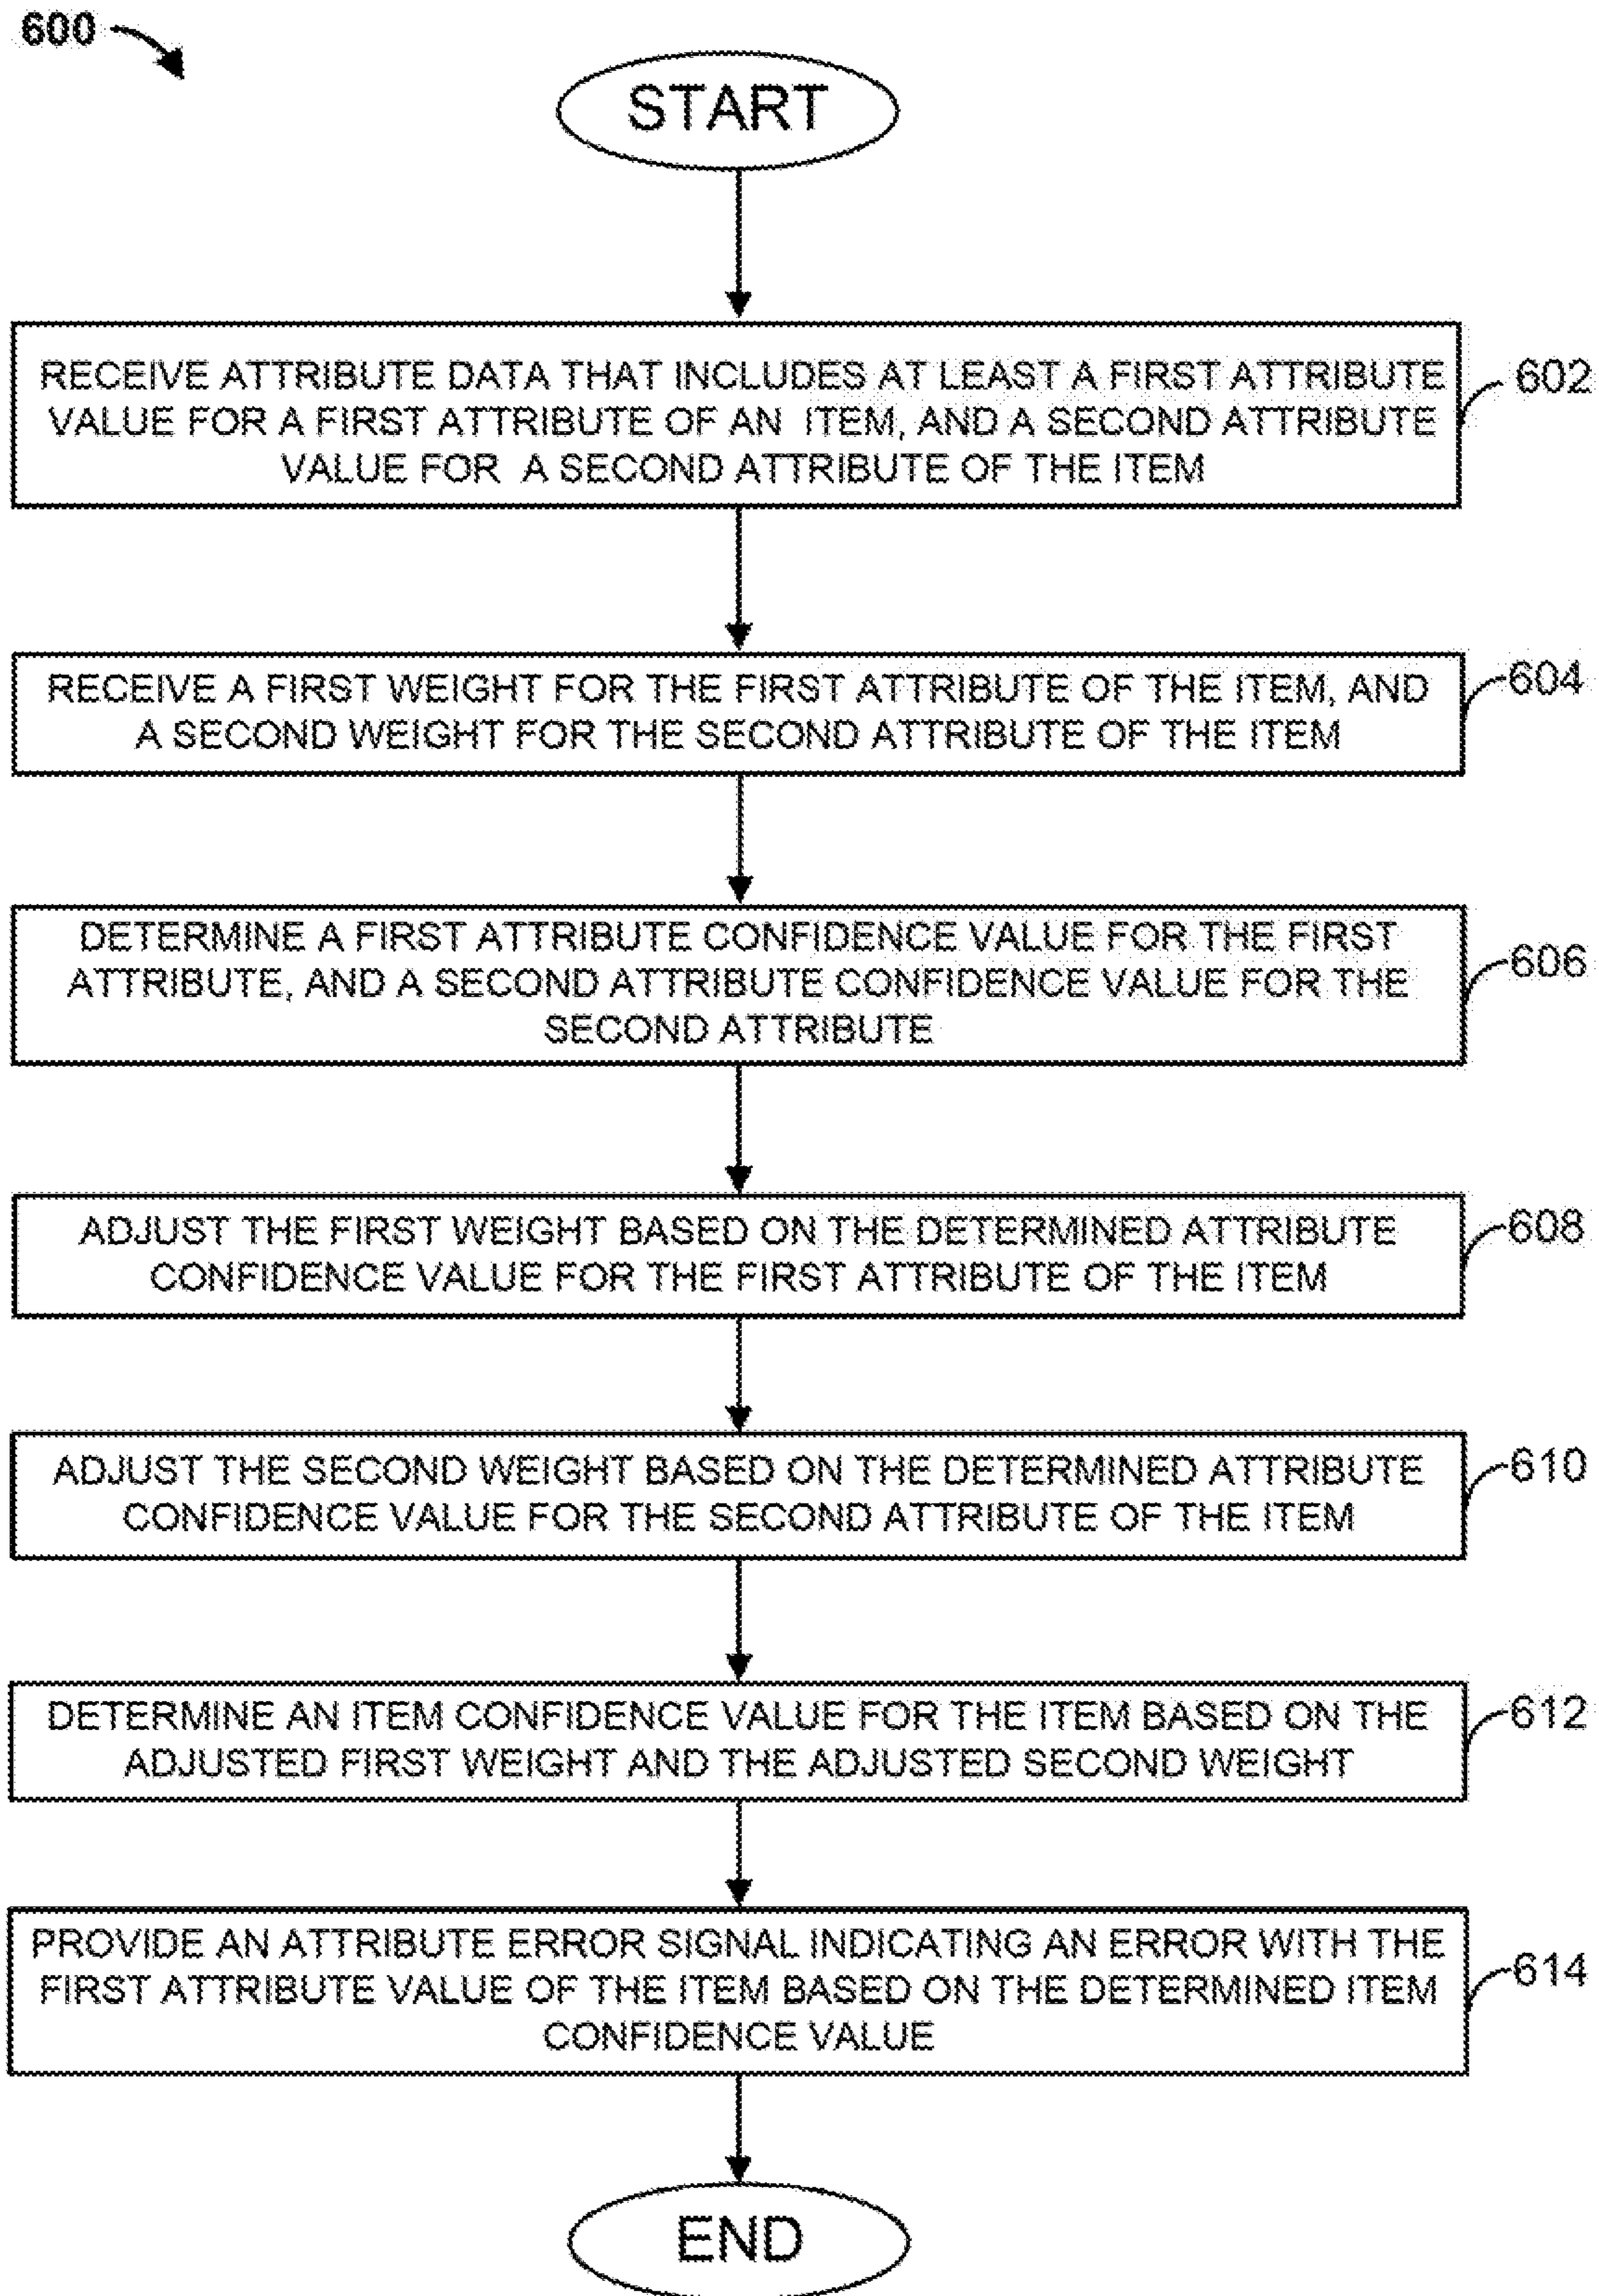 600
START
RECEIVE ATTRIBUTE DATA THAT INCLUDES AT LEAST A FIRST ATTRIBUTE
VALUE FOR A FIRST ATTRIBUTE OF AN ITEM, AND A SECOND ATTRIBUTE
VALUE FOR A SECOND ATTRIBUTE OF THE ITEM
602
RECEIVE A FIRST WEIGHT FOR THE FIRST ATTRIBUTE OF THE ITEM, AND
A SECOND WEIGHT FOR THE SECOND ATTRIBUTE OF THE ITEM
604
DETERMINE A FIRST ATTRIBUTE CONFIDENCE VALUE FOR THE FIRST
ATTRIBUTE, AND A SECOND ATTRIBUTE CONFIDENCE VALUE FOR THE
SECOND ATTRIBUTE
606
ADJUST THE FIRST WEIGHT BASED ON THE DETERMINED ATTRIBUTE
CONFIDENCE VALUE FOR THE FIRST ATTRIBUTE OF THE ITEM
608
ADJUST THE SECOND WEIGHT BASED ON THE DETERMINED ATTRIBUTE
CONFIDENCE VALUE FOR THE SECOND ATTRIBUTE OF THE ITEM
610
DETERMINE AN ITEM CONFIDENCE VALUE FOR THE ITEM BASED ON THE
ADJUSTED FIRST WEIGHT AND THE ADJUSTED SECOND WEIGHT
612
PROVIDE AN ATTRIBUTE ERROR SIGNAL INDICATING AN ERROR WITH THE
FIRST ATTRIBUTE VALUE OF THE ITEM BASED ON THE DETERMINED ITEM
CONFIDENCE VALUE
614
END